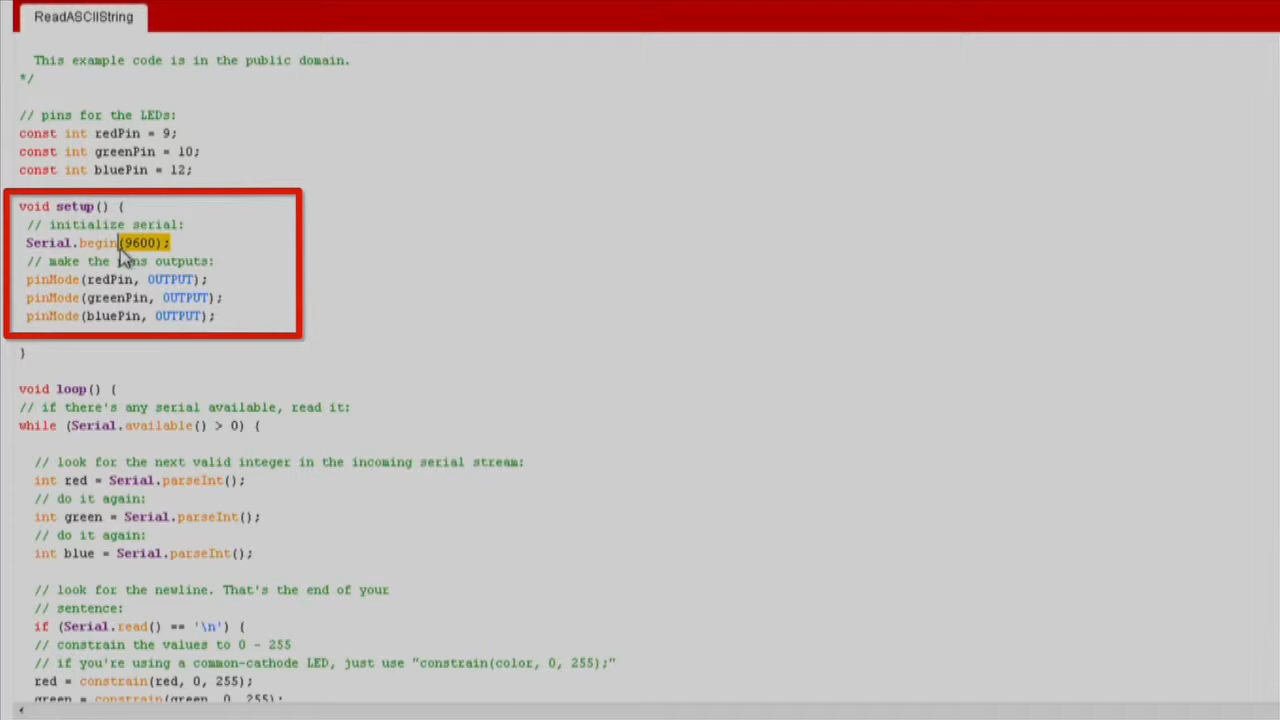 ReadASCIIString
This example code is in the public domain.
*/
// pins for the LEDs:
const int redPin = 9;
const int greenPin = 10;
const int bluePin = 12;
void setup() {
// initialize serial:
Serial.begin(9600);
// make the pins outputs:
pinMode(redPin, OUTPUT);
pinMode(greenPin, OUTPUT);
pinMode(bluePin, OUTPUT);
}
void loop() {
// if there's any serial available, read it:
while (Serial.available() > 0) {
// look for the next valid integer in the incoming serial stream:
int red = Serial.parseInt();
// do it again:
int green = Serial.parseInt();
// do it again:
int blue = Serial.parseInt();
// look for the newline. That's the end of your
// sentence:
if (Serial.read() == '\n') {
// constrain the values to 0 - 255
// if you're using a common-cathode LED, just use "constrain(color, 0, 255);"
red = constrain(red, 0, 255);
green = constrain(green, 0, 255);